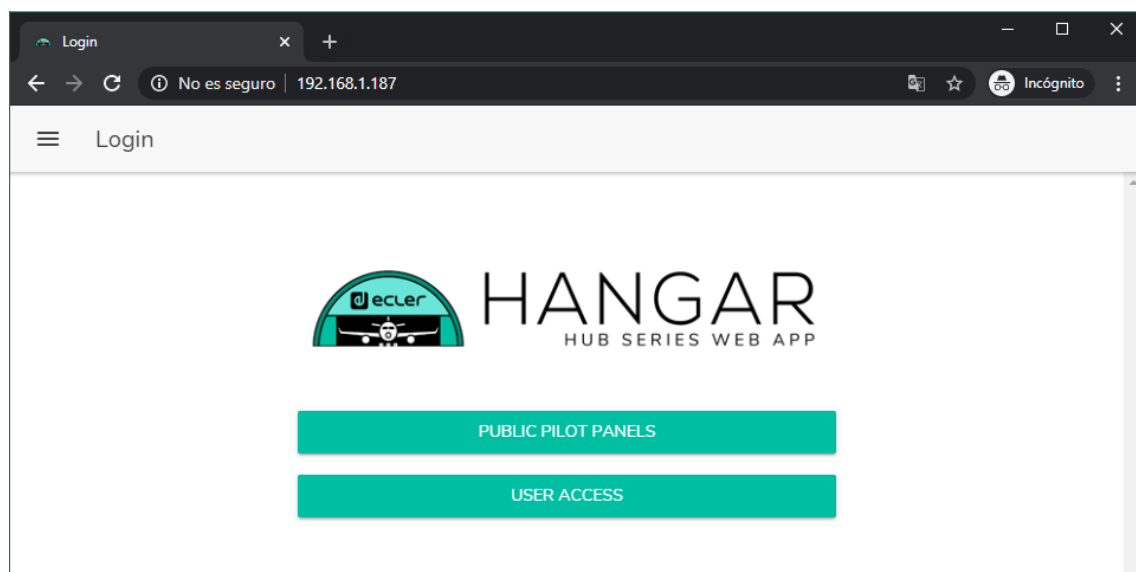 Login
No es seguro
192.168.1.187
Incógnito
Login
ecler
HANGAR
HUB SERIES WEB APP
PUBLIC PILOT PANELS
USER ACCESS